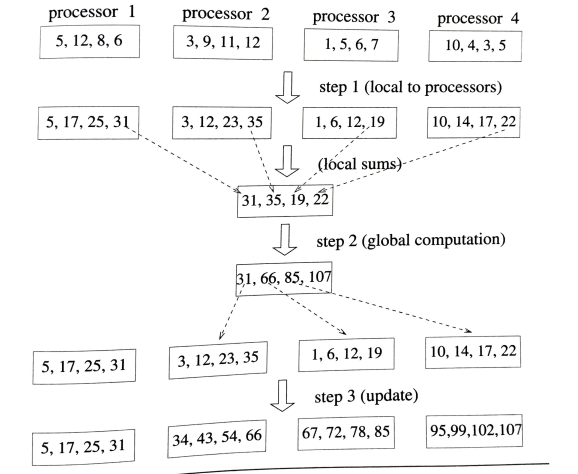 processor 1 processor 2 processor 3 processor 4
5, 12, 8, 6 3, 9, 11, 12 1, 5, 6, 7 10, 4, 3, 5
step 1 (local to processors)
5, 17, 25, 31 3, 12, 23, 35 1, 6, 12, 19 10, 14, 17, 22
(local sums)
31, 35, 19, 22
step 2 (global computation)
31, 66, 85, 107
5, 17, 25, 31 3, 12, 23, 35 1, 6, 12, 19 10, 14, 17, 22
step 3 (update)
5, 17, 25, 31 34, 43, 54, 66 67, 72, 78, 85 95,99,102,107